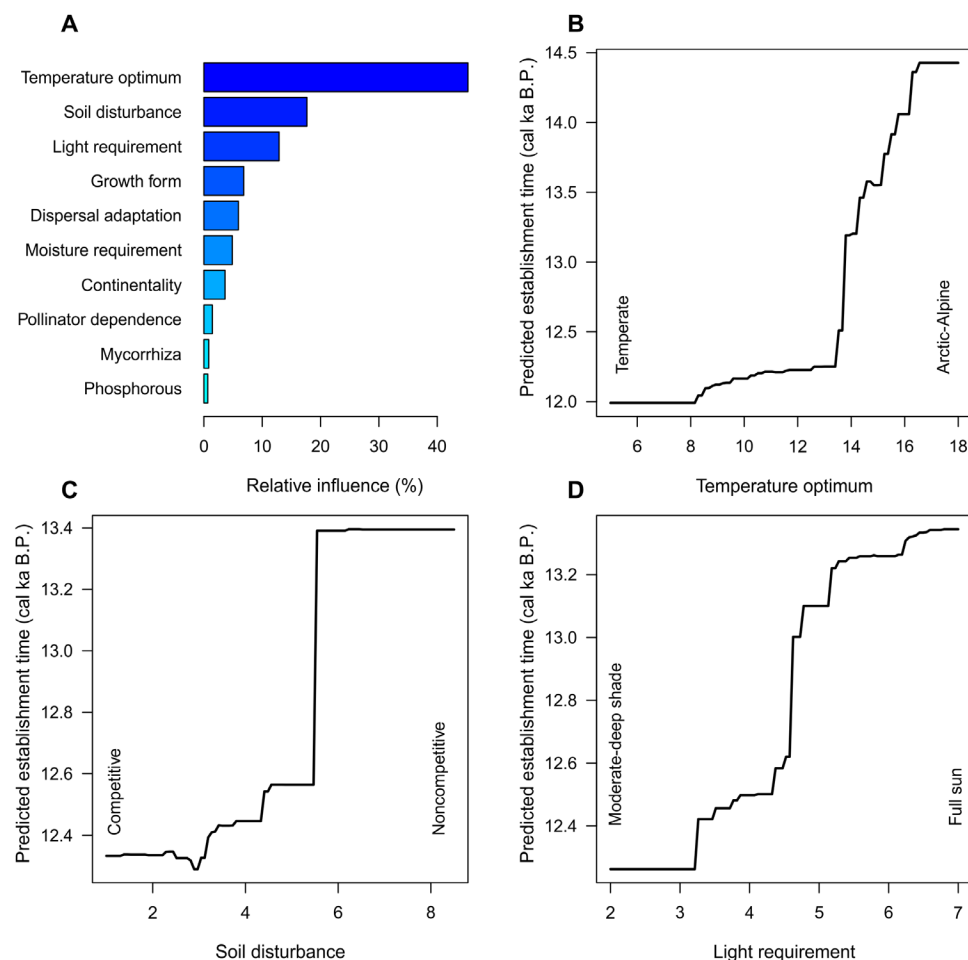 A
Temperature optimum
Soil disturbance
Light requirement
Growth form
Dispersal adaptation
Moisture requirement
Continentality
Pollinator dependence
Mycorrhiza
Phosphorous
0 10 20 30 40
Relative influence (%)
B
Predicted establishment time (cal ka B.P.)
14.5
14.0
13.5
13.0
12.5
12.0
Temperate
Arctic-Alpine
6 8 10 12 14 16 18
Temperature optimum
C
Predicted establishment time (cal ka B.P.)
13.4
13.2
13.0
12.8
12.6
12.4
Competitive
Noncompetitive
2 4 6 8
Soil disturbance
D
Predicted establishment time (cal ka B.P.)
13.2
13.0
12.8
12.6
12.4
Moderate-deep shade
Full sun
2 3 4 5 6 7
Light requirement